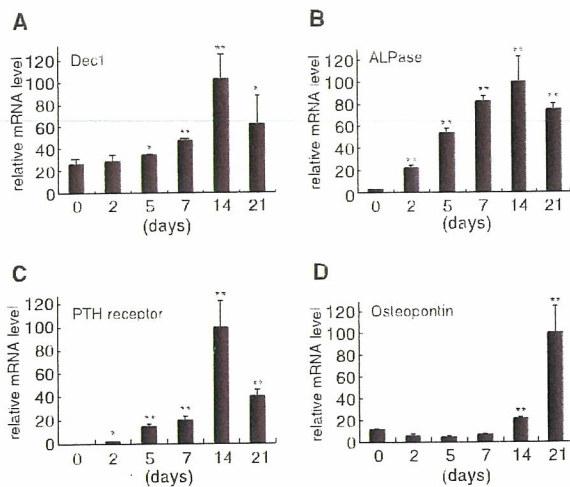 A
Dec1
relative mRNA level
120
100
80
60
40
20
**
*
*
**
0 2 5 7 14 21
(days)
B
ALPase
relative mRNA level
120
100
80
60
40
20
**
**
**
**
**
0 2 5 7 14 21
(days)
C
PTH receptor
relative mRNA level
120
100
80
60
40
20
0
**
*
**
**
**
0 2 5 7 14 21
(days)
D
Osteopontin
relative mRNA level
120
100
80
60
40
20
0
**
**
0 2 5 7 14 21
(days)